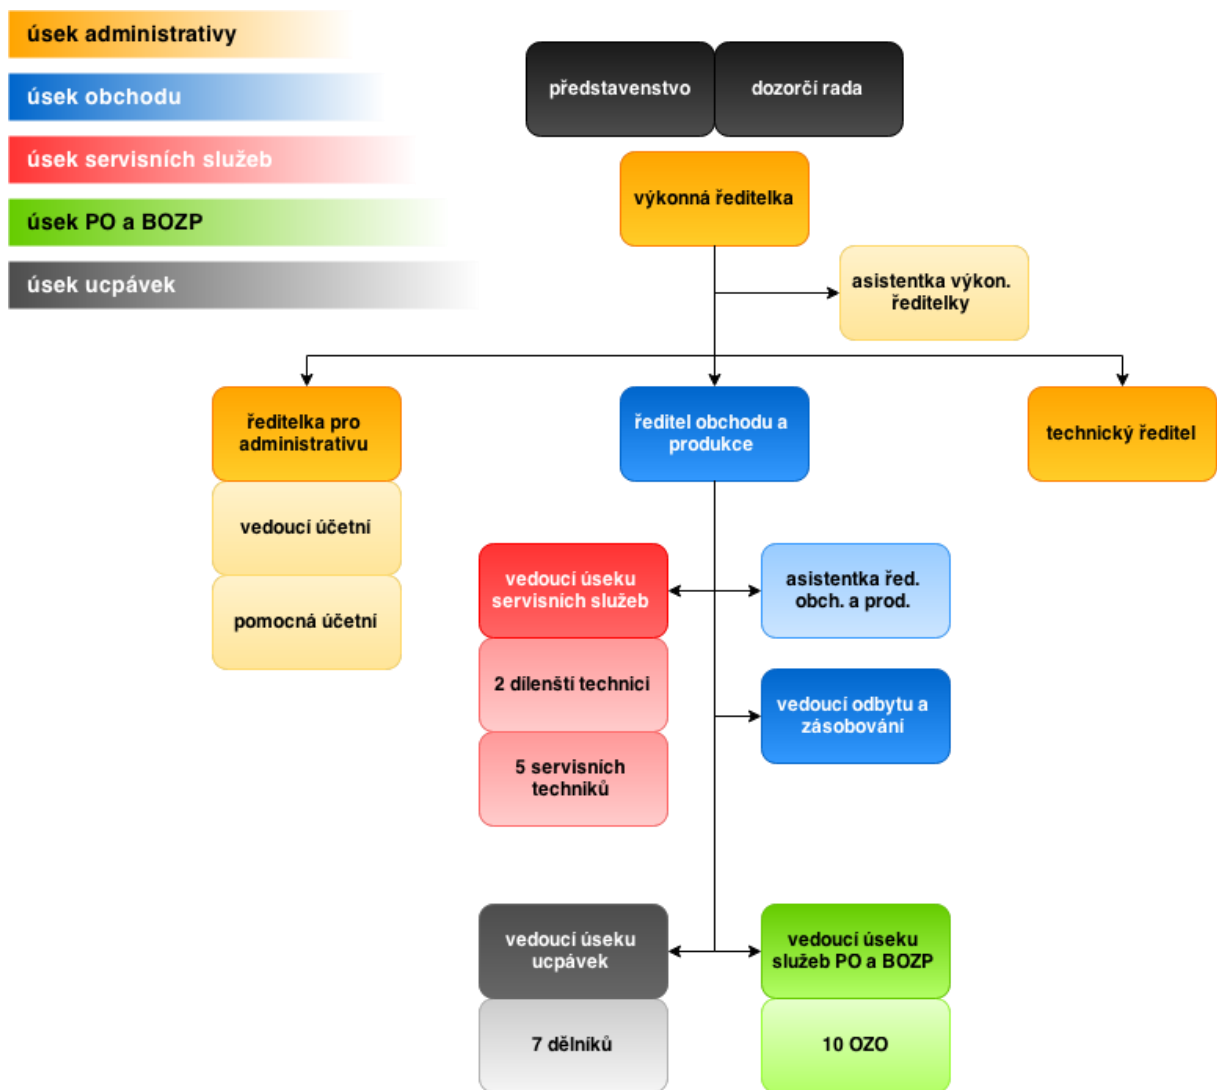 úsek administrativy
úsek obchodu
úsek servisních služeb
úsek PO a BOZP
úsek ucpávek
představenstvo
dozorčí rada
výkonná ředitelka
asistentka výkon.
ředitelky
ředitelka pro
administrativu
vedoucí účetní
pomocná účetní
ředitel obchodu a
produkce
technický ředitel
vedoucí úseku
servisních služeb
2 dílenští technici
5 servisních
techniků
asistentka řed.
obch. a prod.
vedoucí odbytu a
zásobování
vedoucí úseku
ucpávek
7 dělníků
vedoucí úseku
služeb PO a BOZP
10 OZO